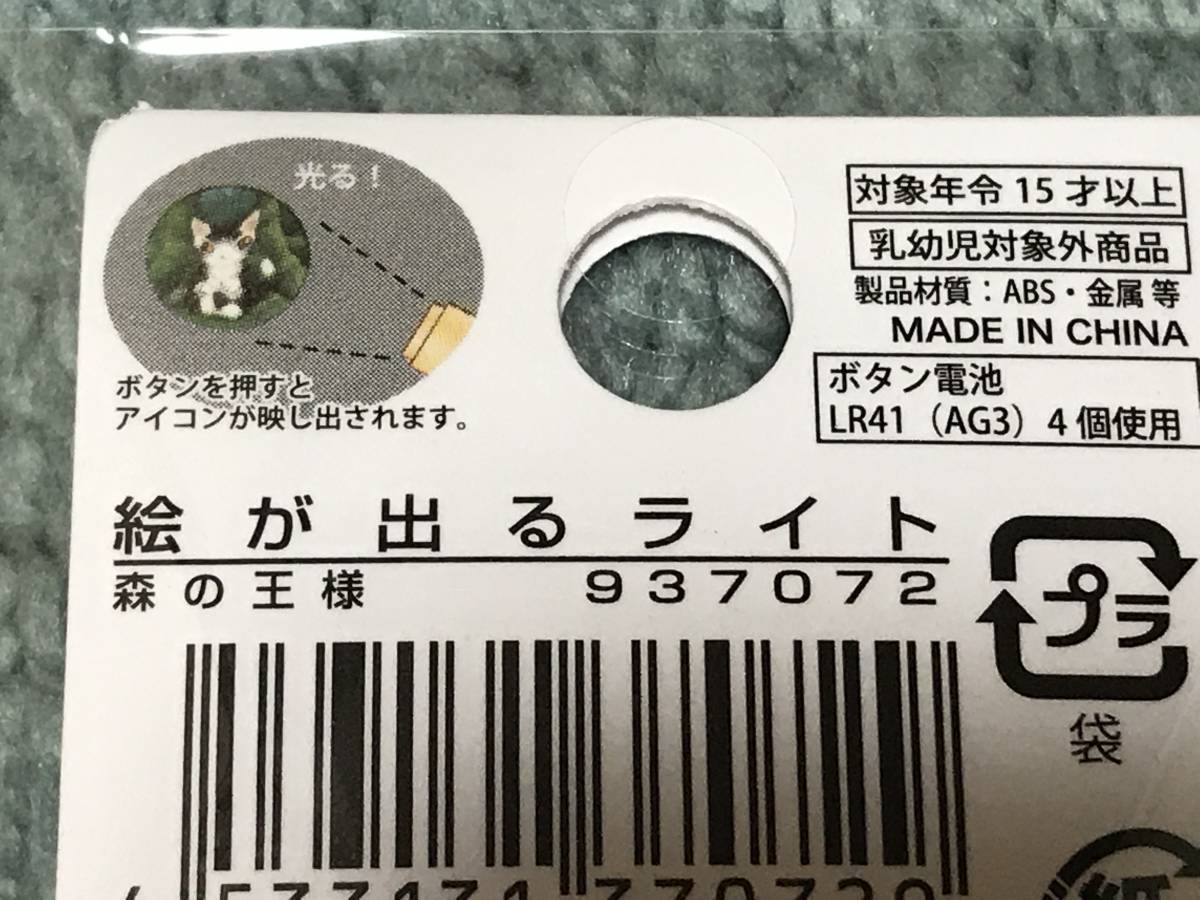 光る！
ボタンを押すと
アイコンが映し出されます。
対象年令 15 才以上
乳幼児対象外商品
製品材質：ABS・金属 等
MADE IN CHINA
ボタン電池
LR41（AG3）4 個使用
絵が出るライト
森の王様 937072
プラ
袋
紙